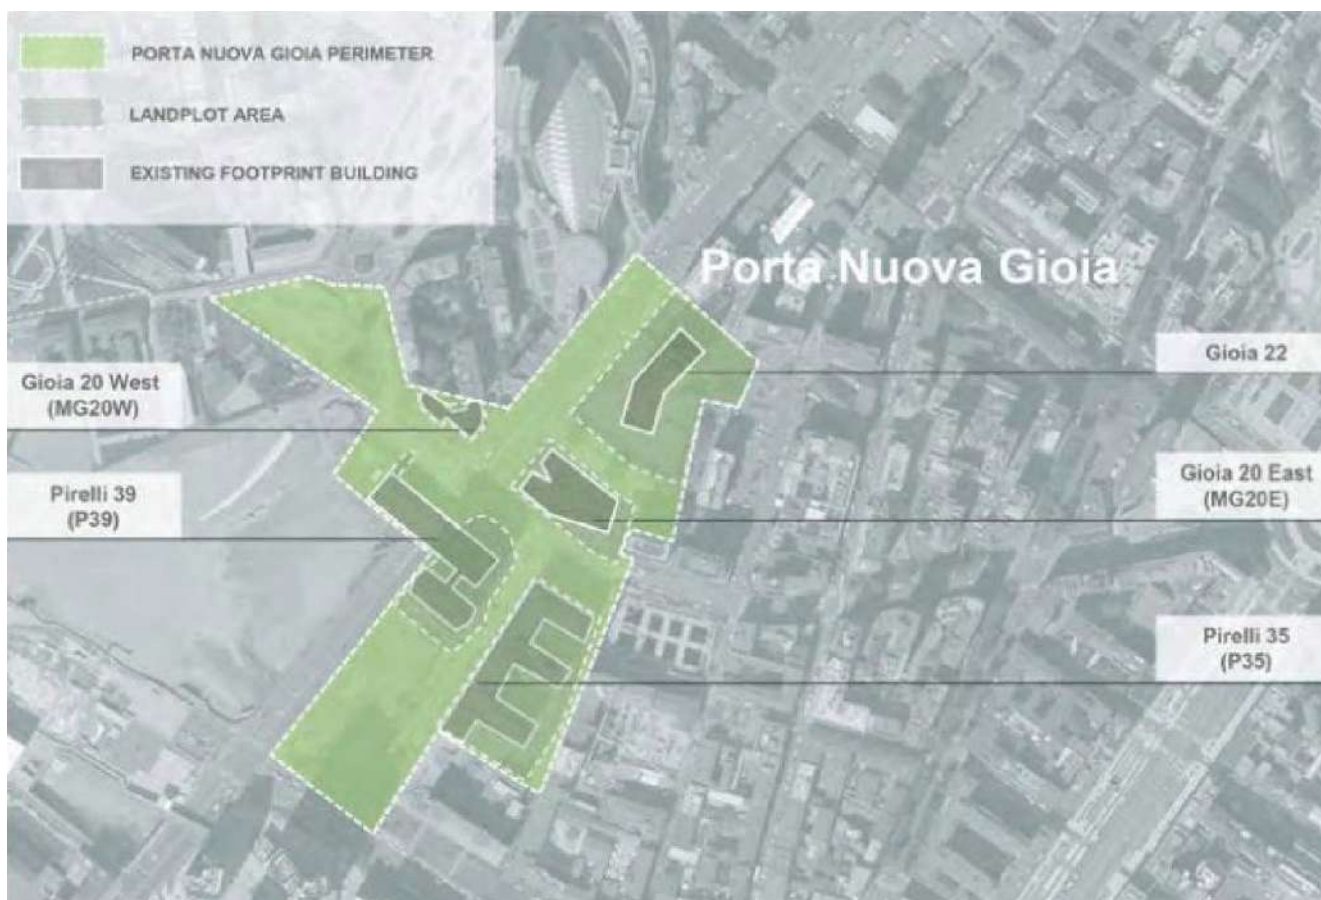 PORTA NUOVA GIOIA PERIMETER
LANDPLOT AREA
EXISTING FOOTPRINT BUILDING
Porta Nuova Gioia
Gioia 22
Gioia 20 West
(MG20W)
Gioia 20 East
(MG20E)
Pirelli 39
(P39)
Pirelli 35
(P35)